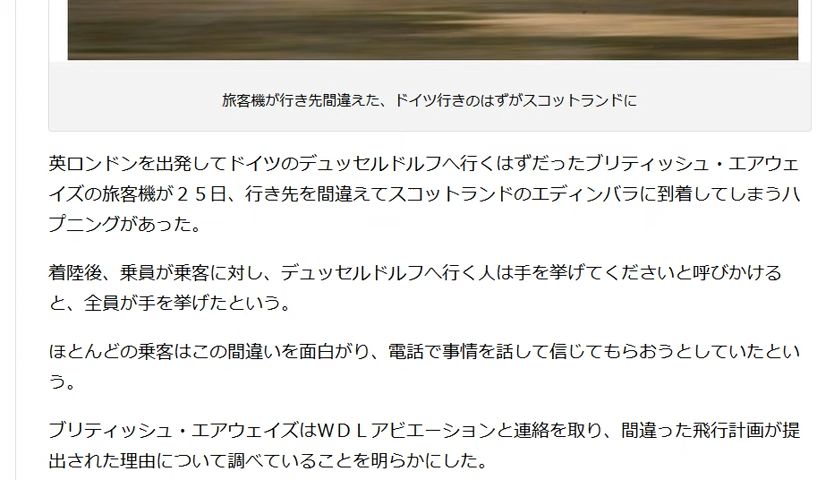 旅客機が行き先間違えた、ドイツ行きのはずがスコットランドに
英ロンドンを出発してドイツのデュッセルドルフへ行くはずだったブリティッシュ・エアウェ
イズの旅客機が２５日、行き先を間違えてスコットランドのエディンバラに到着してしまうハ
プニングがあった。
着陸後、乗員が乗客に対し、デュッセルドルフへ行く人は手を挙げてくださいと呼びかける
と、全員が手を挙げたという。
ほとんどの乗客はこの間違いを面白がり、電話で事情を話して信じてもらおうとしていたとい
う。
ブリティッシュ・エアウェイズはＷＤＬアビエーションと連絡を取り、間違った飛行計画が提
出された理由について調べていることを明らかにした。